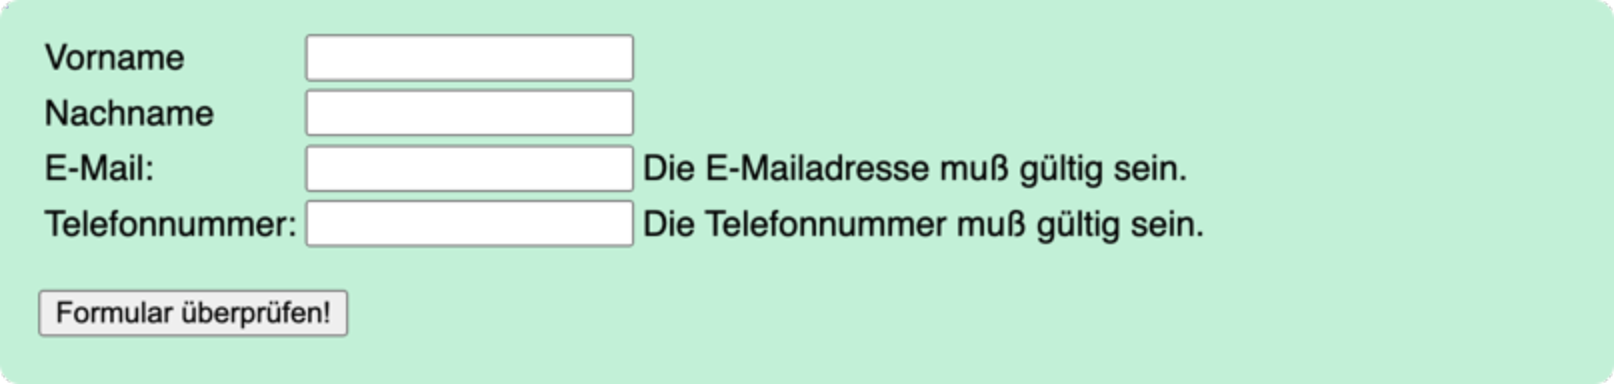 Vorname
Nachname
E-Mail: Die E-Mailadresse muß gültig sein.
Telefonnummer: Die Telefonnummer muß gültig sein.
Formular überprüfen!